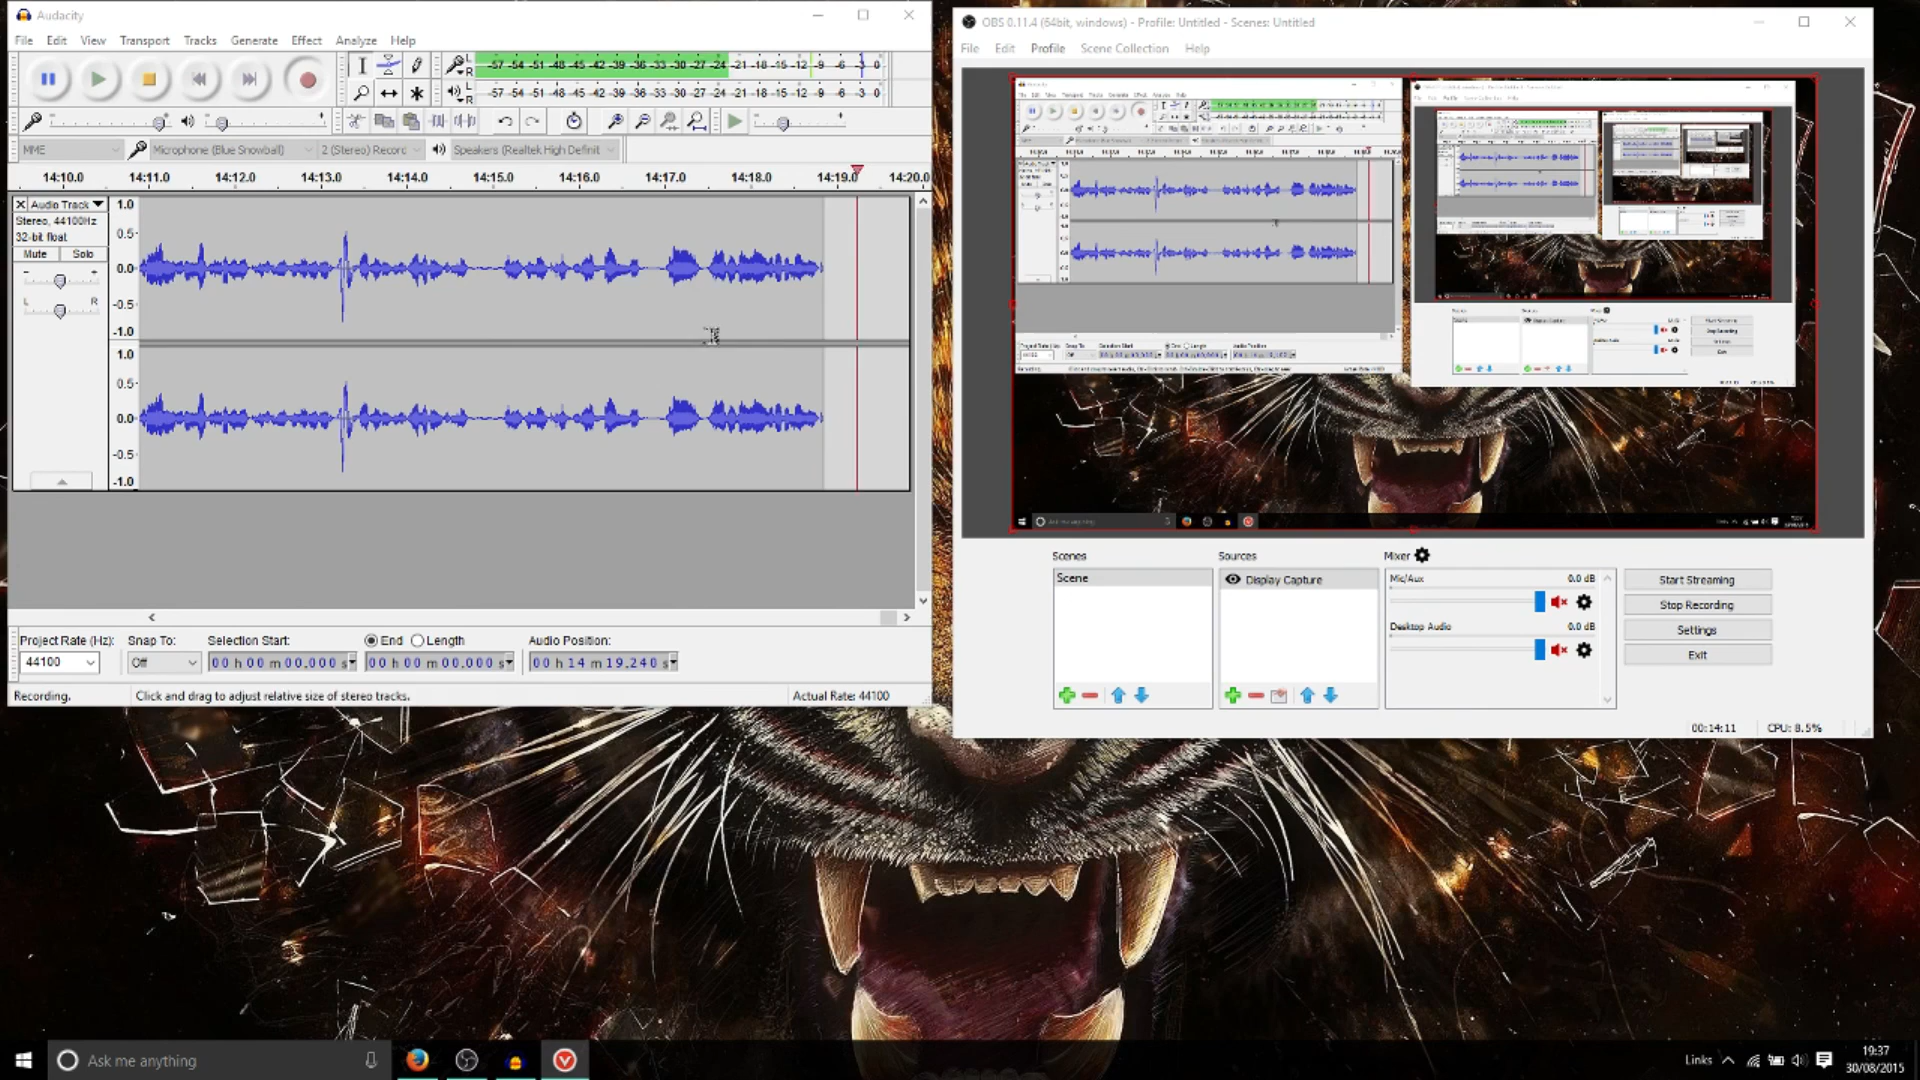 Audacity
File Edit View Transport Tracks Generate Effect Analyze Help
L R -57 -54 -51 -48 -45 -42 -39 -36 -33 -30 -27 -24 -21 -18 -15 -12 -9 -6 -3 0
L R -57 -54 -51 -48 -45 -42 -39 -36 -33 -30 -27 -24 -21 -18 -15 -12 -9 -6 -3 0
MME Microphone (Blue Snowball) 2 (Stereo) Record Speakers (Realtek High Definit
14:10.0 14:11.0 14:12.0 14:13.0 14:14.0 14:15.0 14:16.0 14:17.0 14:18.0 14:19.0 14:20.0
Audio Track
Stereo, 44100Hz
32-bit float
Mute Solo
- +
L R
1.0
0.5
0.0
-0.5
-1.0
1.0
0.5
0.0
-0.5
-1.0
Project Rate (Hz): Snap To: Selection Start: End Length Audio Position:
44100 Off 00 h 00 m 00.000 s 00 h 00 m 00.000 s 00 h 14 m 19.240 s
Recording. Click and drag to adjust relative size of stereo tracks. Actual Rate: 44100
OBS 0.11.4 (64bit, windows) - Profile: Untitled - Scenes: Untitled
File Edit Profile Scene Collection Help
Scenes Sources Mixer
Scene
Display Capture
Mic/Aux 0.0 dB
Desktop Audio 0.0 dB
Start Streaming
Stop Recording
Settings
Exit
00:14:11 CPU: 8.5%
Ask me anything
Links
19:37
30/08/2015